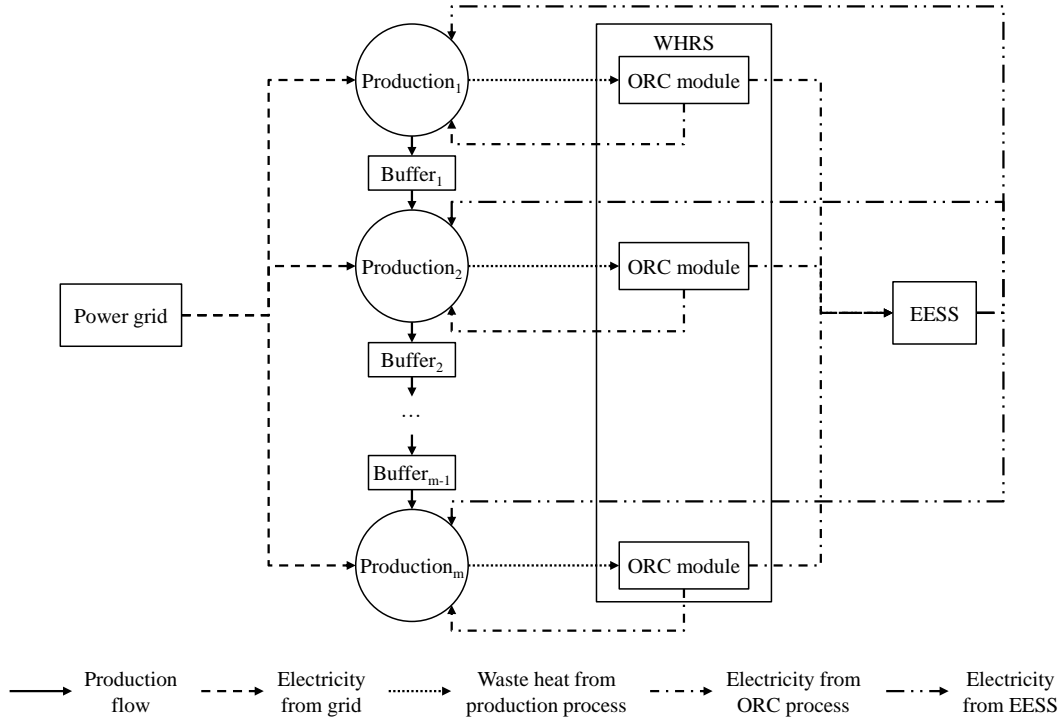 WHRS
Production₁
ORC module
Buffer₁
Production₂
ORC module
Power grid
EESS
Buffer₂
...
Bufferₘ₋₁
Productionₘ
ORC module
Production
flow
Electricity
from grid
Waste heat from
production process
Electricity from
ORC process
Electricity
from EESS